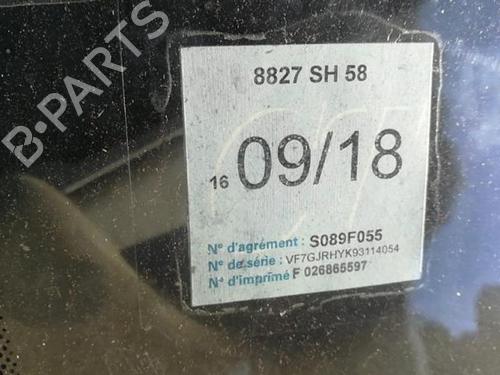 B-PARTS
8827 SH 58
16 09/18
N° d'agrément : S089F055
N° de série : VF7GJRHYK93114054
N° d'imprimé F 026865597